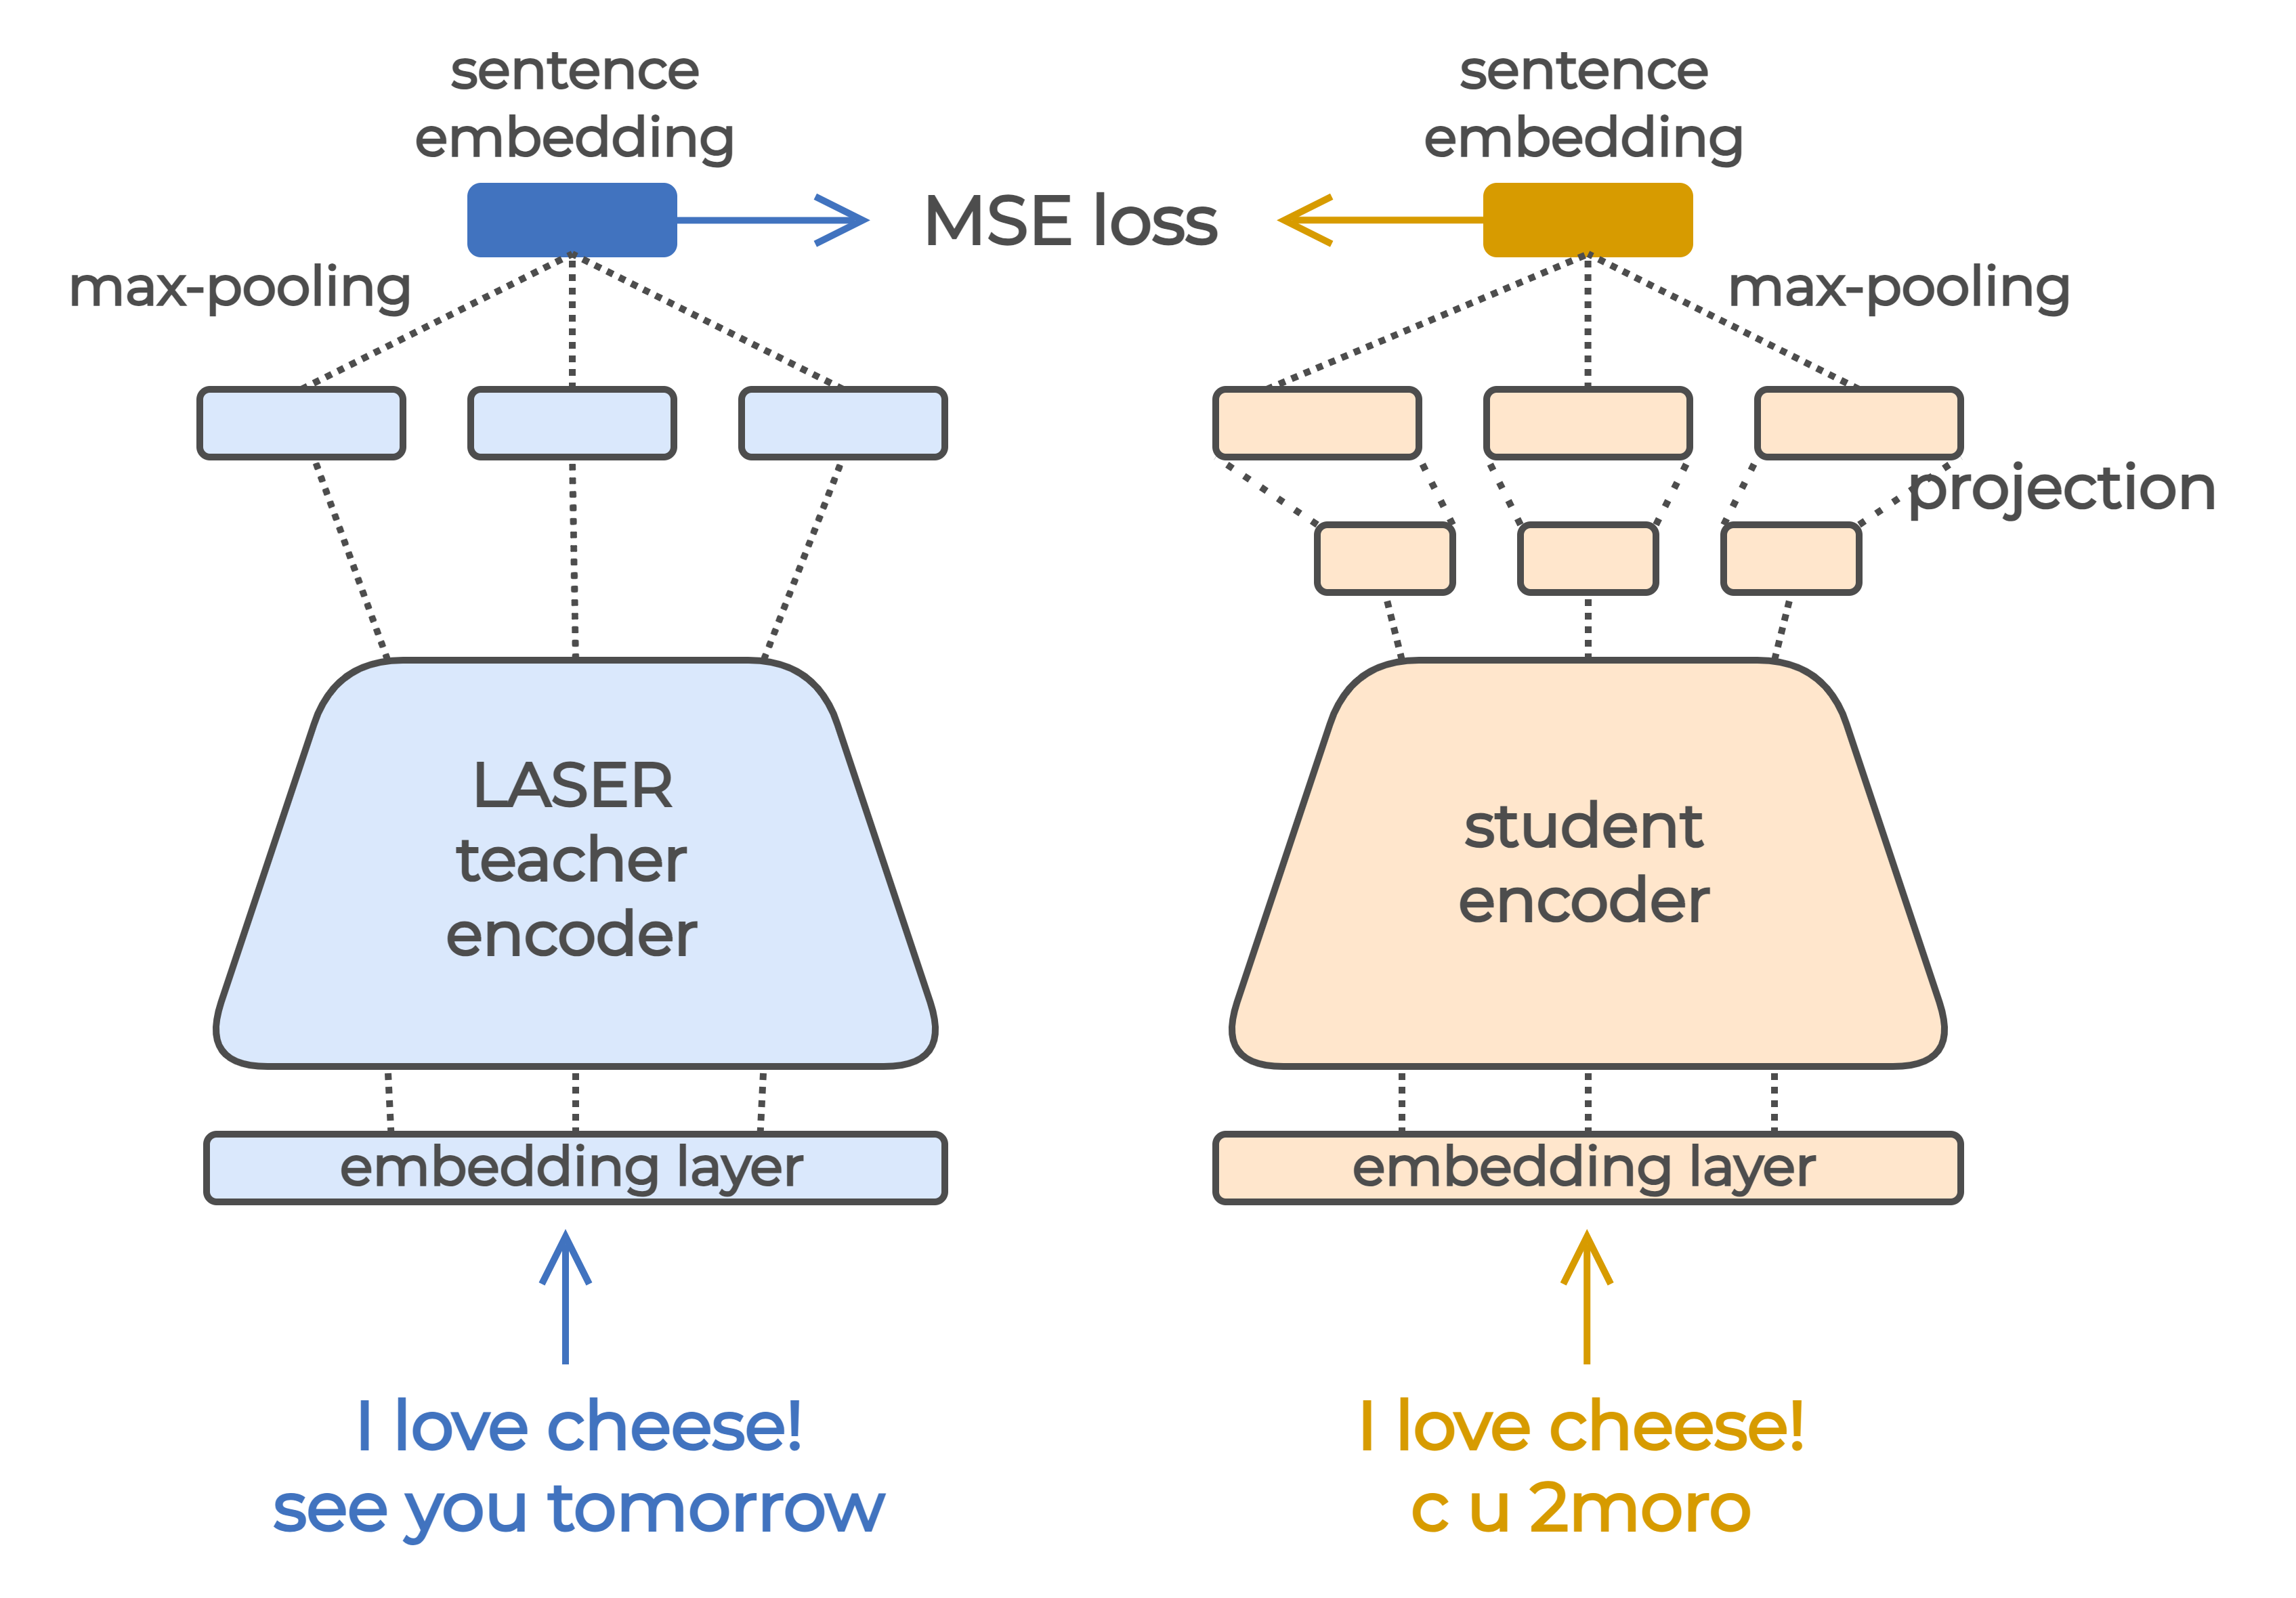 sentence
embedding
sentence
embedding
MSE loss
max-pooling
max-pooling
projection
LASER
teacher
encoder
student
encoder
embedding layer
embedding layer
I love cheese!
see you tomorrow
I love cheese!
c u 2moro